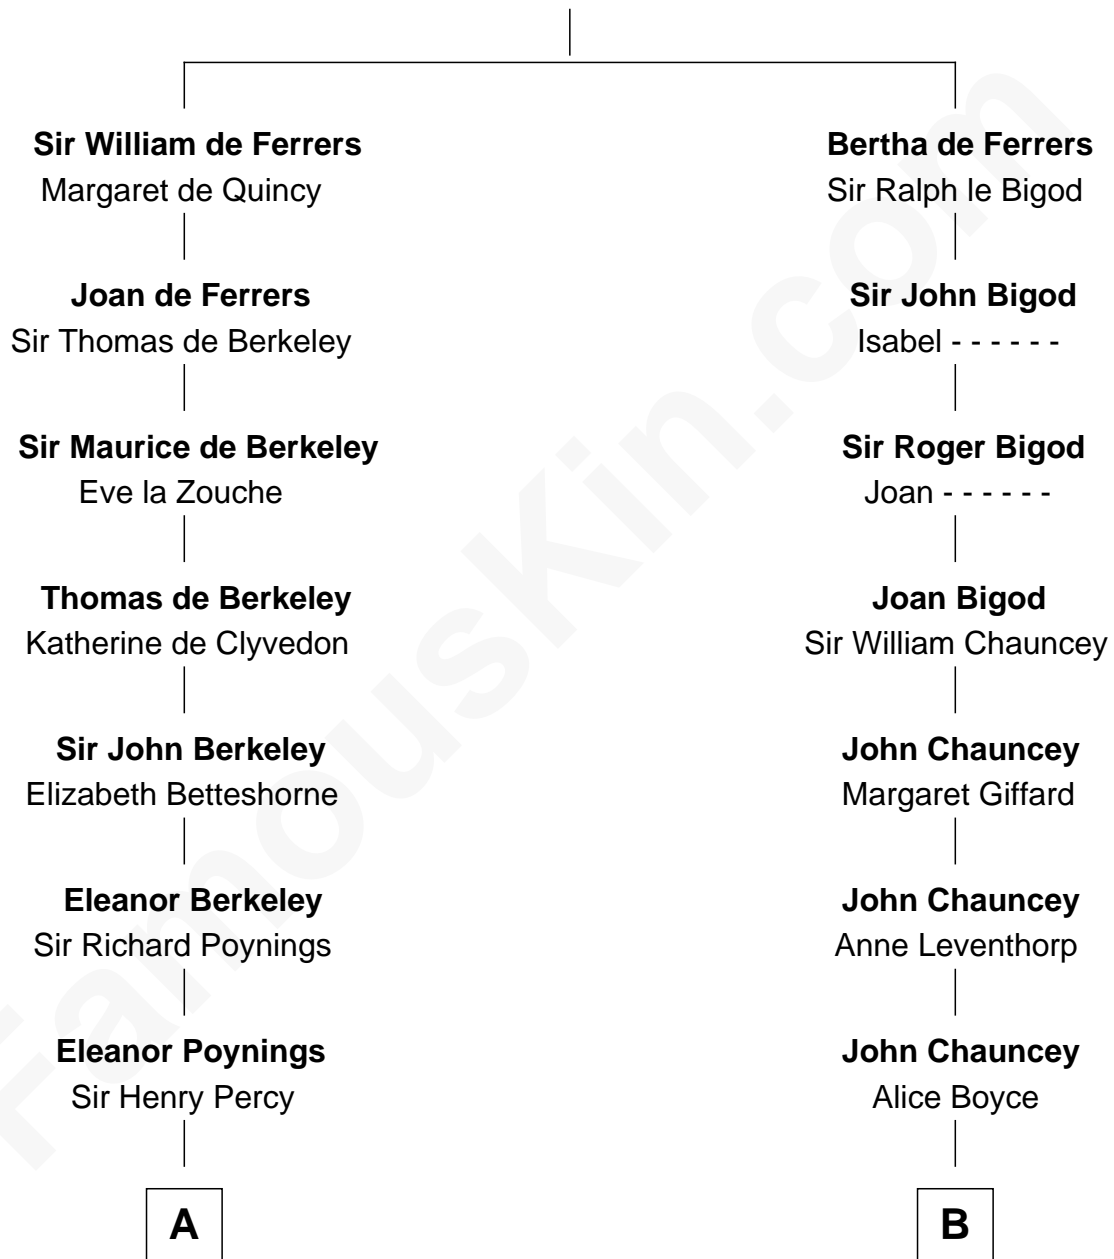 Sir William de Ferrers
Margaret de Quincy
Joan de Ferrers
Sir Thomas de Berkeley
Sir Maurice de Berkeley
Eve la Zouche
Thomas de Berkeley
Katherine de Clyvedon
Sir John Berkeley
Elizabeth Betteshorne
Eleanor Berkeley
Sir Richard Poynings
Eleanor Poynings
Sir Henry Percy
A
Bertha de Ferrers
Sir Ralph le Bigod
Sir John Bigod
Isabel - - - - - -
Sir Roger Bigod
Joan - - - - - -
Joan Bigod
Sir William Chauncey
John Chauncey
Margaret Giffard
John Chauncey
Anne Leventhorp
John Chauncey
Alice Boyce
B
FamousKin.com